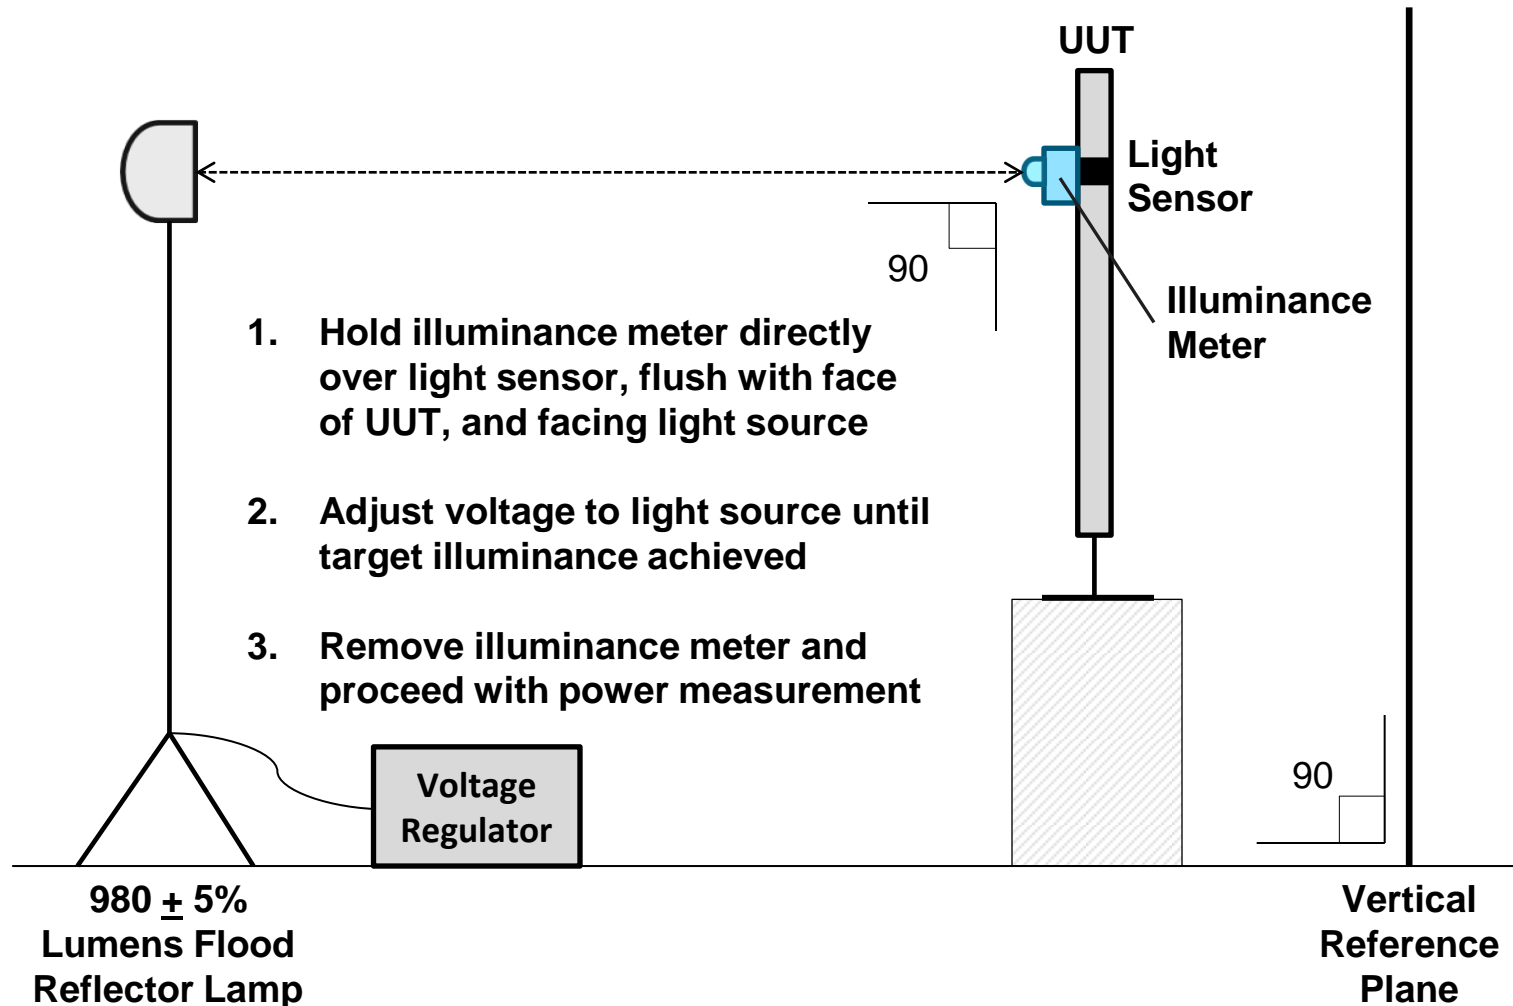 UUT
Light
Sensor
90
Illuminance
Meter
1. Hold illuminance meter directly
over light sensor, flush with face
of UUT, and facing light source
2. Adjust voltage to light source until
target illuminance achieved
3. Remove illuminance meter and
proceed with power measurement
Voltage
Regulator
90
980 ± 5%
Lumens Flood
Reflector Lamp
Vertical
Reference
Plane